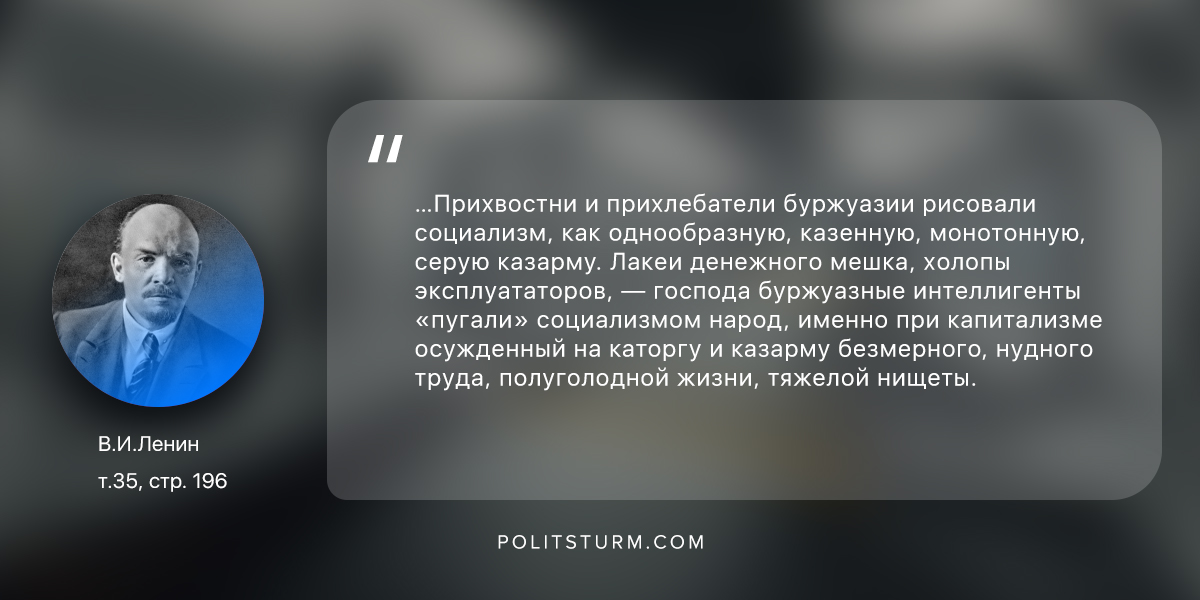 …Прихвостни и прихлебатели буржуазии рисовали
социализм, как однообразную, казенную, монотонную,
серую казарму. Лакеи денежного мешка, холопы
эксплуататоров, — господа буржуазные интеллигенты
«пугали» социализмом народ, именно при капитализме
осужденный на каторгу и казарму безмерного, нудного
труда, полуголодной жизни, тяжелой нищеты.
В.И.Ленин
т.35, стр. 196
POLITSTURM.COM